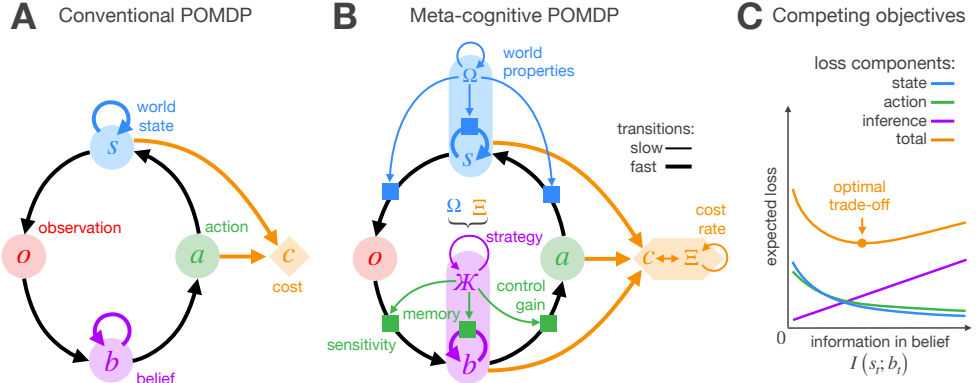 A Conventional POMDP
world
state
s
observation
o
action
a
c
cost
b
belief
B Meta-cognitive POMDP
world
properties
Ω
s
transitions:
slow
fast
Ω Ξ
strategy
cost
rate
o
a
c
Ξ
Ж
control
gain
memory
sensitivity
b
C Competing objectives
loss components:
state
action
inference
total
optimal
trade-off
expected loss
0
information in belief
I (sₜ; bₜ)